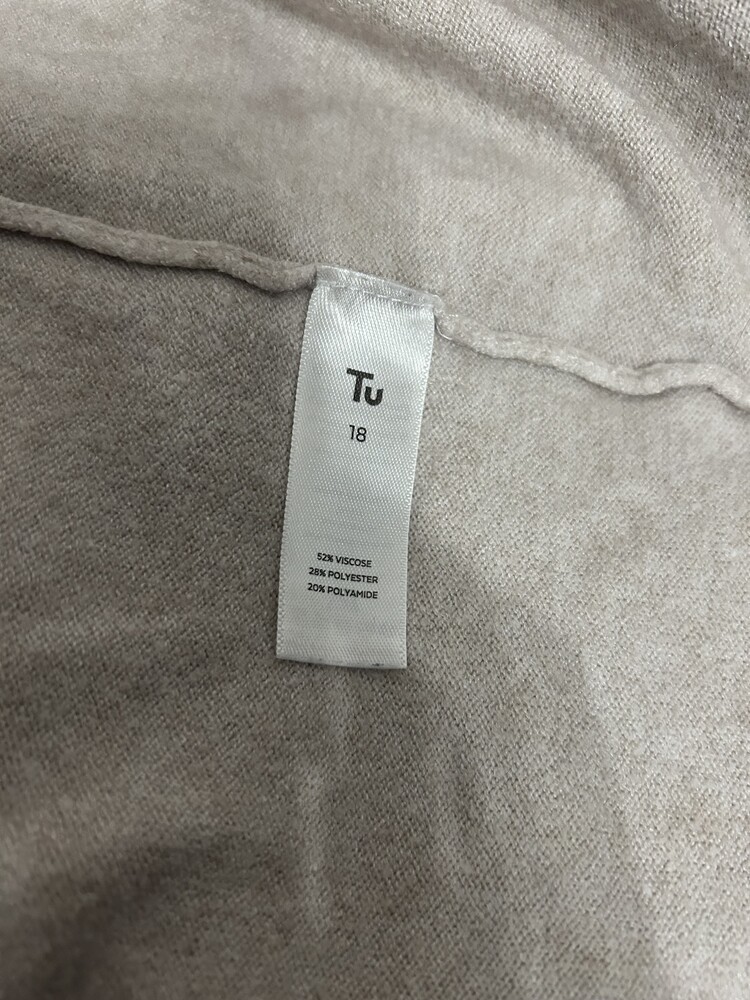 Tu
18
52% VISCOSE
28% POLYESTER
20% POLYAMIDE